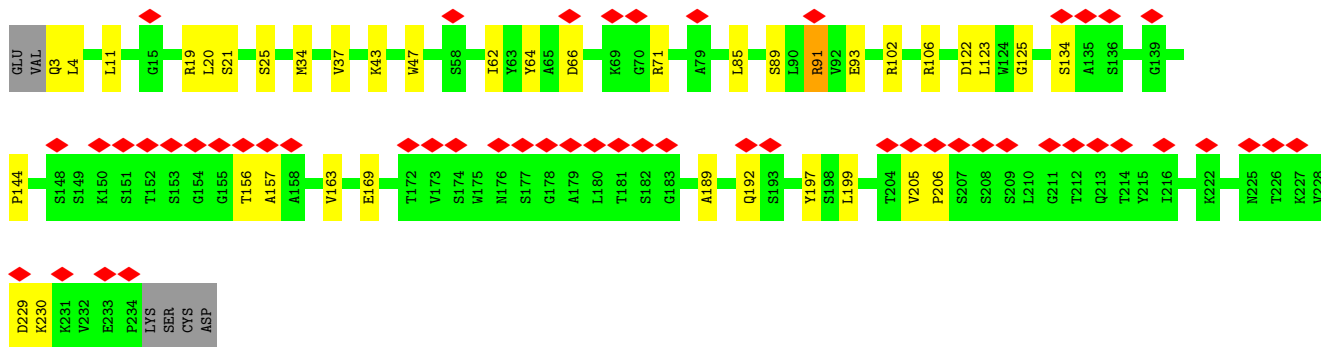 GLU VAL Q3 L4 L11 G15 R19 L20 S21 S25 M34 V37 K43 W47 S58 I62 Y63 Y64 A65 D66 K69 G70 R71 A79 L85 S89 L90 R91 V92 E93 R102 R106 D122 L123 W124 G125 S134 A135 S136 G139
P144 S148 S149 K150 S151 T152 S153 G154 G155 T156 A157 A158 V163 E169 T172 V173 S174 W175 N176 S177 G178 A179 L180 T181 S182 G183 A189 Q192 S193 Y197 S198 L199 T204 V205 P206 S207 S208 S209 L210 G211 T212 Q213 T214 Y215 I216 K222 N225 T226 K227 V228
D229 K230 K231 V232 E233 P234 LYS SER CYS ASP